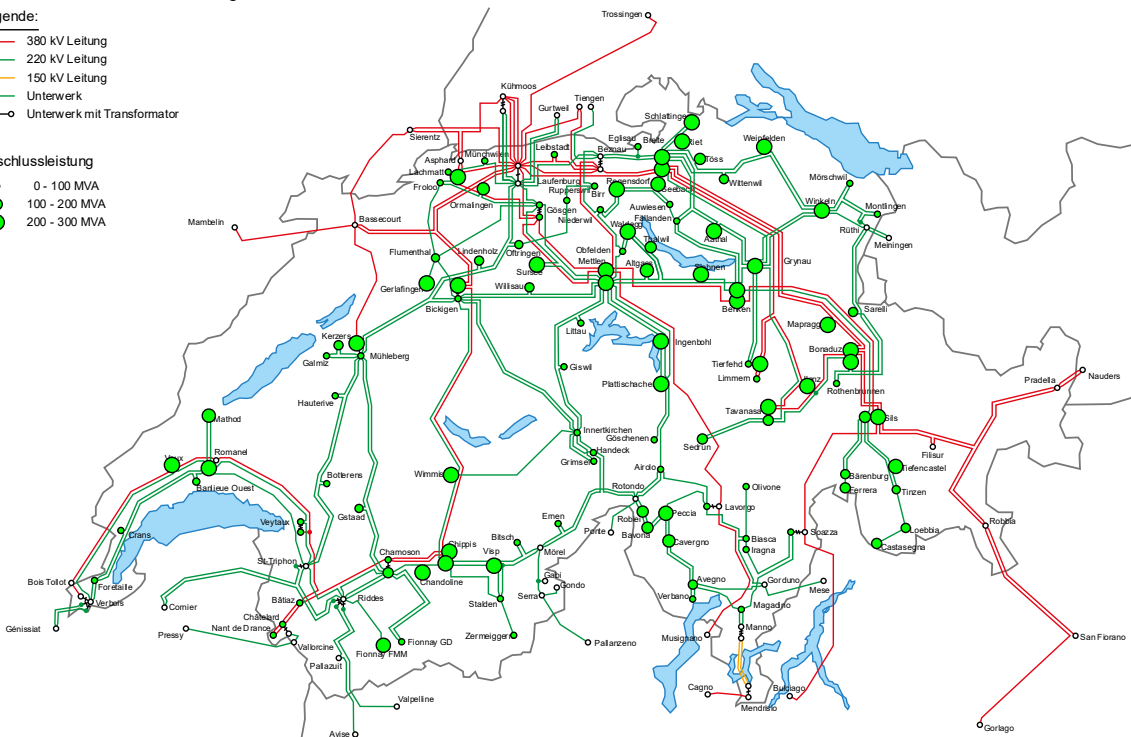 gende:
380 kV Leitung
220 kV Leitung
150 kV Leitung
Unterwerk
Unterwerk mit Transformator
schlussleistung
0 - 100 MVA
100 - 200 MVA
200 - 300 MVA
Trossingen
Kühmoos
Gurtweil
Tiengen
Sierentz
Asphard
Münchwilen
Lachmatt
Froloo
Ormalingen
Leibstadt
Laufenburg
Eglisau
Breite
Beznau
Schlattingen
Riet
Töss
Weinfelden
Wittenwil
Mörschwil
Winkeln
Montlingen
Rüthi
Meiningen
Regensdorf
Seebach
Rupperswil
Birr
Gösgen
Niederwil
Auwiesen
Fällanden
Waldegg
Thalwil
Aathal
Obfelden
Mettlen
Altgass
Siebnen
Grynau
Benken
Mambelin
Bassecourt
Flumenthal
Lindenholz
Oftringen
Sursee
Gerlafingen
Willisau
Bickigen
Littau
Ingenbohl
Kerzers
Galmiz
Mühleberg
Giswil
Plattischachen
Hauterive
Sarelli
Mapragg
Bonaduz
Tierfehd
Limmern
Ilanz
Rothenbrunnen
Tavanasa
Sils
Pradella
Nauders
Filisur
Mathod
Romanel
Vaux
Banlieue Ouest
Innertkirchen
Handeck
Grimsel
Göschenen
Sedrun
Airolo
Wimmis
Botterens
Gstaad
Veytaux
Crans
Rotondo
Robiei
Peccia
Bavona
Ponte
Cavergno
Olivone
Lavorgo
Biasca
Iragna
Soazza
Bärenburg
Ferrera
Tiefencastel
Tinzen
Loebbia
Castasegna
Robbia
Ernen
Bitsch
Mörel
Visp
Chippis
Chamoson
Chandoline
St.Triphon
Gabi
Gondo
Serra
Stalden
Zermeiggern
Pallanzeno
Avegno
Verbano
Gorduno
Mese
Magadino
Manno
Musignano
Cagno
Mendrisio
Bulciago
San Fiorano
Gorlago
Bois Tollot
Foretaille
Verbois
Génissiat
Cornier
Pressy
Bâtiaz
Châtelard
Nant de Drance
Vallorcine
Pallazuit
Riddes
Fionnay GD
Fionnay FMM
Valpelline
Avise